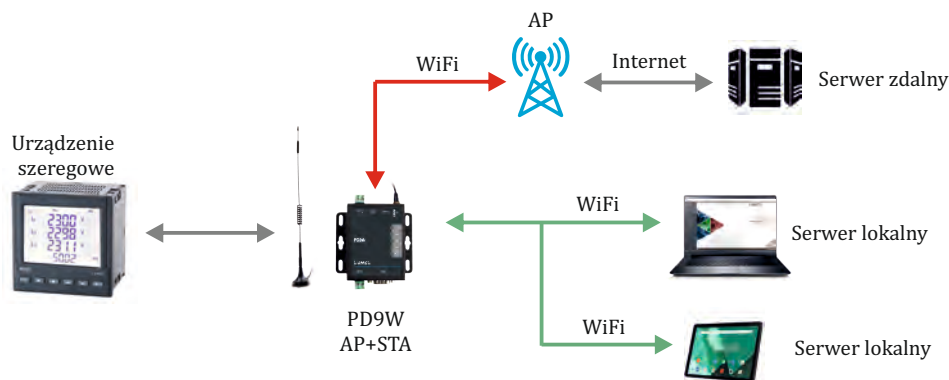 AP
WiFi
Internet
Serwer zdalny
Urządzenie
szeregowe
2300
2298
2311
5002
WiFi
Serwer lokalny
PD9W
AP+STA
WiFi
Serwer lokalny